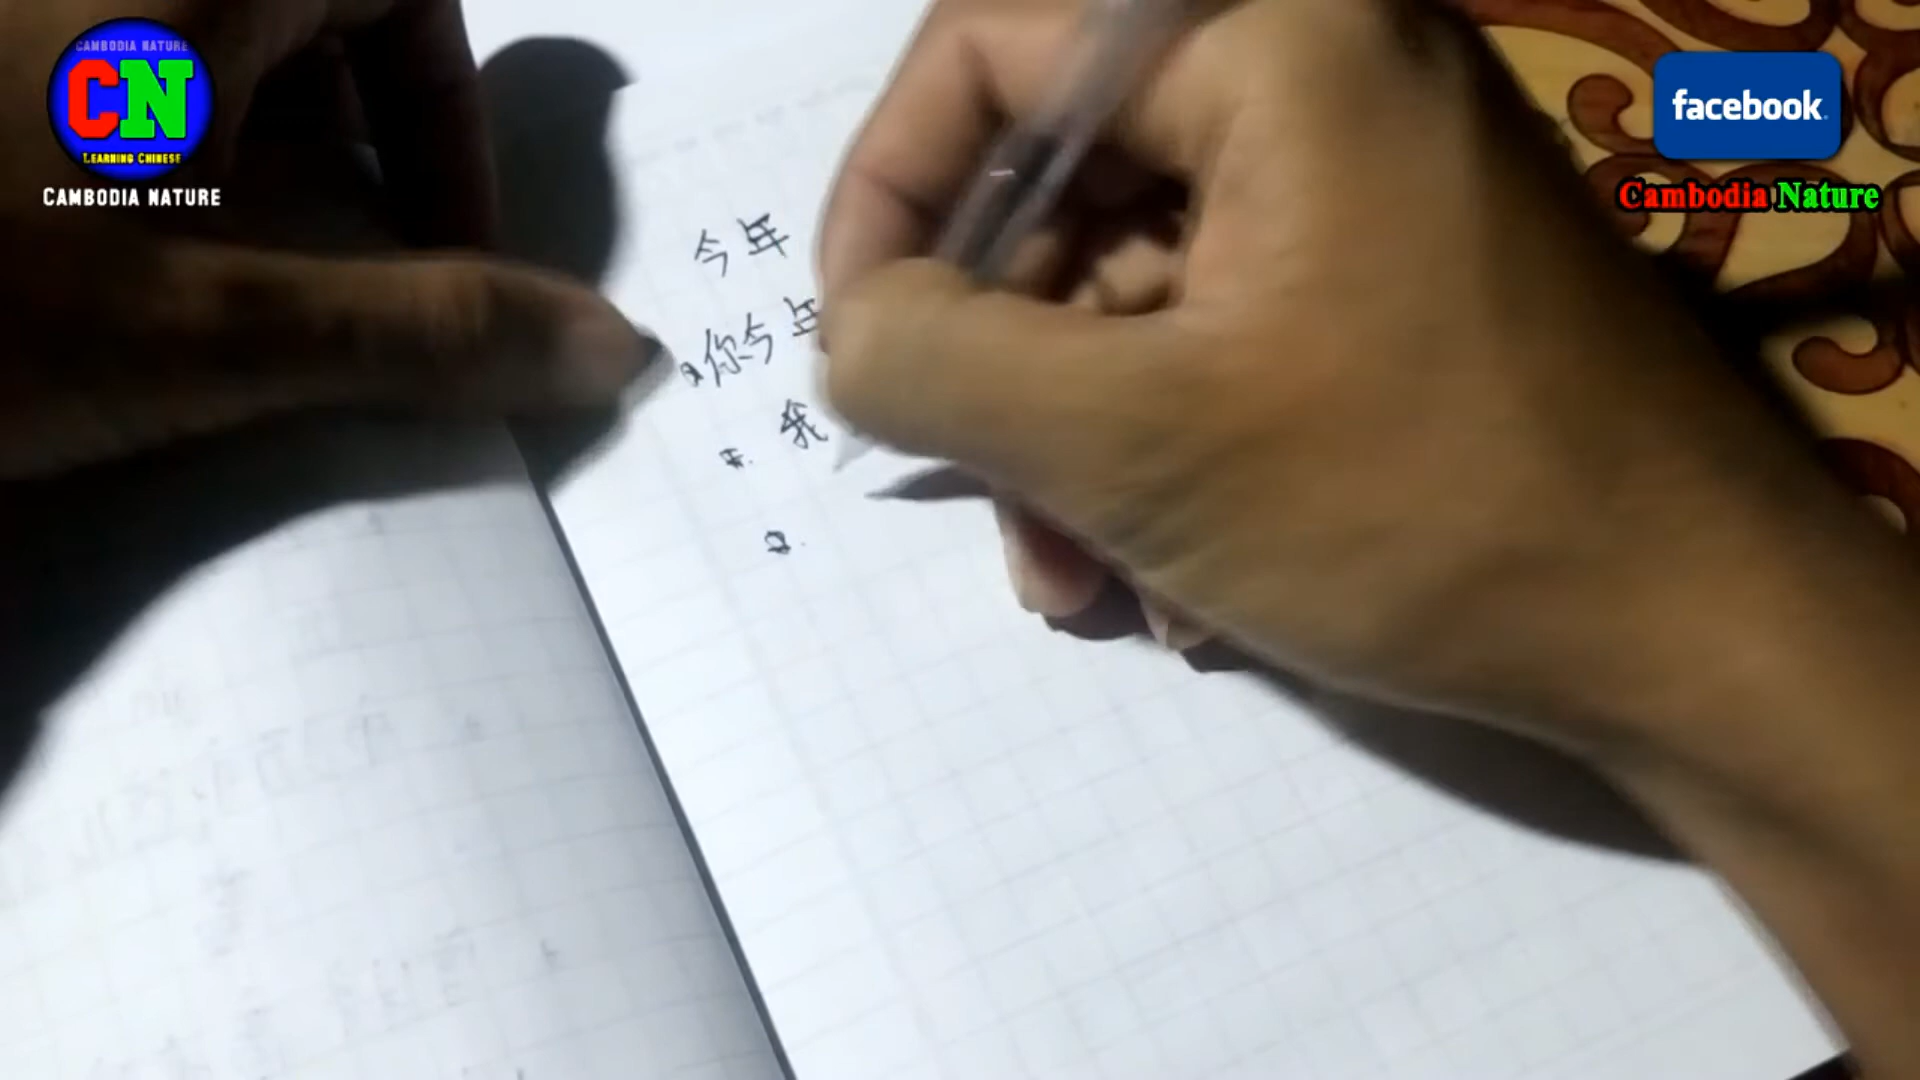 CAMBODIA NATURE
CN
LEARNING CHINESE
CAMBODIA NATURE
facebook
Cambodia Nature
今年
你今年
我